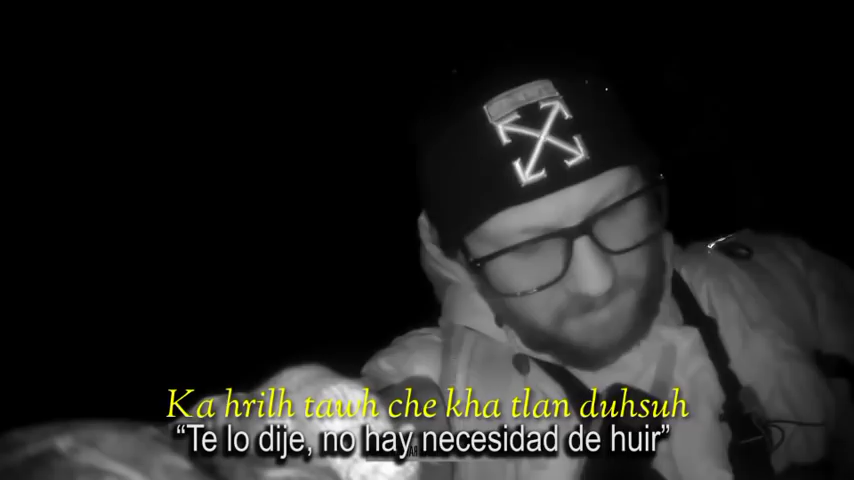 Ka hrilh tawh che kha tlan duhsuh
“Te lo dije, no hay necesidad de huir”